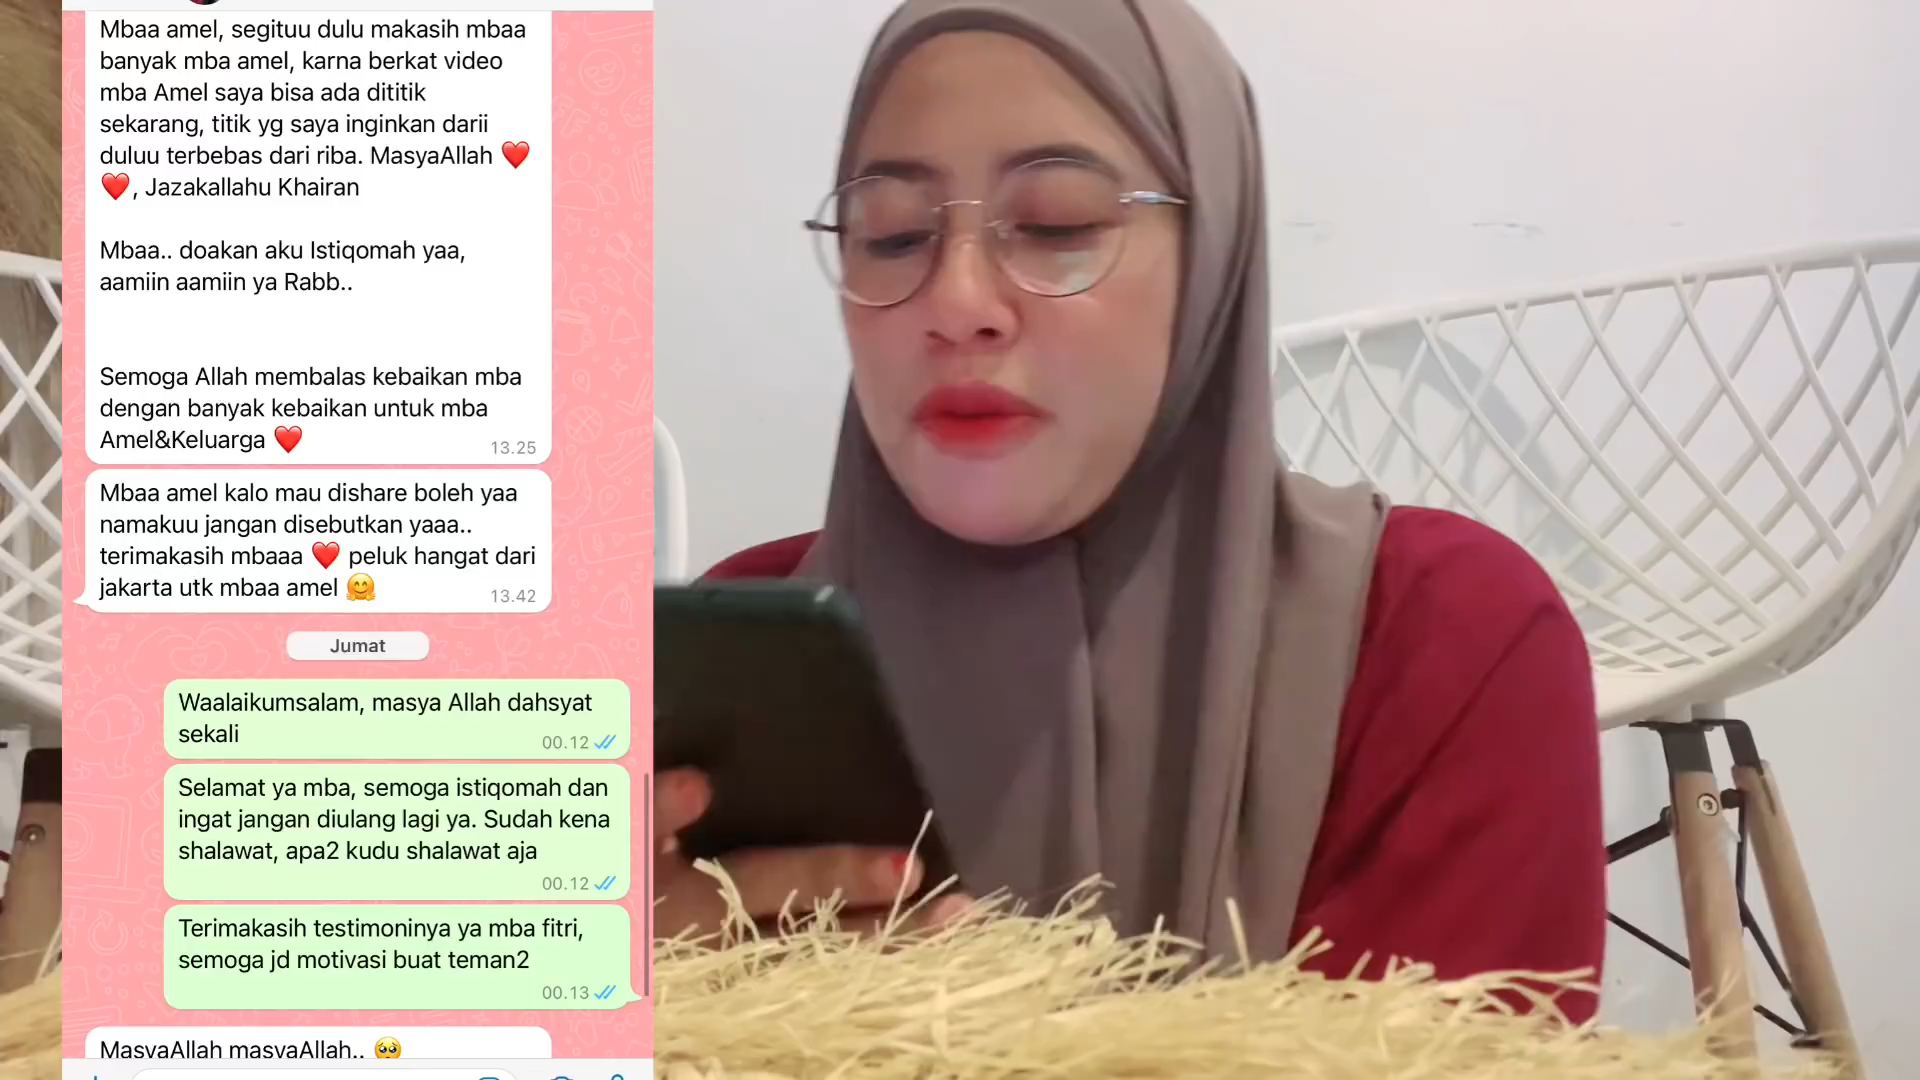 Mbaa amel, segituu dulu makasih mbaa
banyak mba amel, karna berkat video
mba Amel saya bisa ada dititik
sekarang, titik yg saya inginkan darii
duluu terbebas dari riba. MasyaAllah ❤️
❤️, Jazakallahu Khairan
Mbaa.. doakan aku Istiqomah yaa,
aamiin aamiin ya Rabb..
Semoga Allah membalas kebaikan mba
dengan banyak kebaikan untuk mba
Amel&Keluarga ❤️
13.25
Mbaa amel kalo mau dishare boleh yaa
namakuu jangan disebutkan yaaa..
terimakasih mbaaa ❤️ peluk hangat dari
jakarta utk mbaa amel 🤗
13.42
Jumat
Waalaikumsalam, masya Allah dahsyat
sekali
00.12
Selamat ya mba, semoga istiqomah dan
ingat jangan diulang lagi ya. Sudah kena
shalawat, apa2 kudu shalawat aja
00.12
Terimakasih testimoninya ya mba fitri,
semoga jd motivasi buat teman2
00.13
MasyaAllah masyaAllah.. 🥺